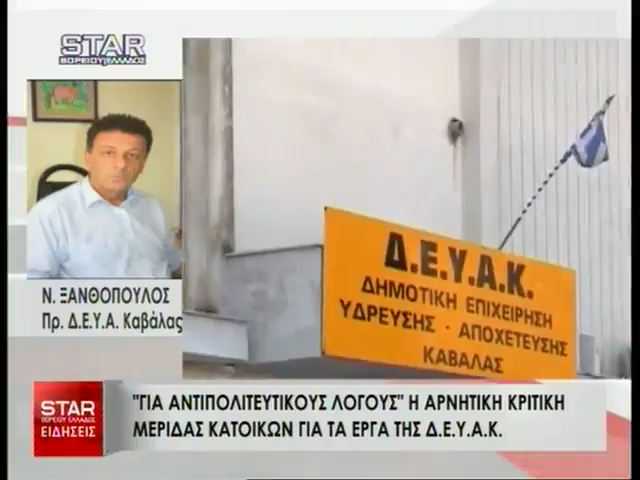 STAR
ΒΟΡΕΙΟΥ ΕΛΛΑΔΟΣ
Δ.Ε.Υ.Α.Κ.
ΔΗΜΟΤΙΚΗ ΕΠΙΧΕΙΡΗΣΗ
ΥΔΡΕΥΣΗΣ - ΑΠΟΧΕΤΕΥΣΗΣ
ΚΑΒΑΛΑΣ
Ν. ΞΑΝΘΟΠΟΥΛΟΣ
Πρ. Δ.Ε.Υ.Α. Καβάλας
STAR
ΒΟΡΕΙΟΥ ΕΛΛΑΔΟΣ
ΕΙΔΗΣΕΙΣ
"ΓΙΑ ΑΝΤΙΠΟΛΙΤΕΥΤΙΚΟΥΣ ΛΟΓΟΥΣ" Η ΑΡΝΗΤΙΚΗ ΚΡΙΤΙΚΗ
ΜΕΡΙΔΑΣ ΚΑΤΟΙΚΩΝ ΓΙΑ ΤΑ ΕΡΓΑ ΤΗΣ Δ.Ε.Υ.Α.Κ.